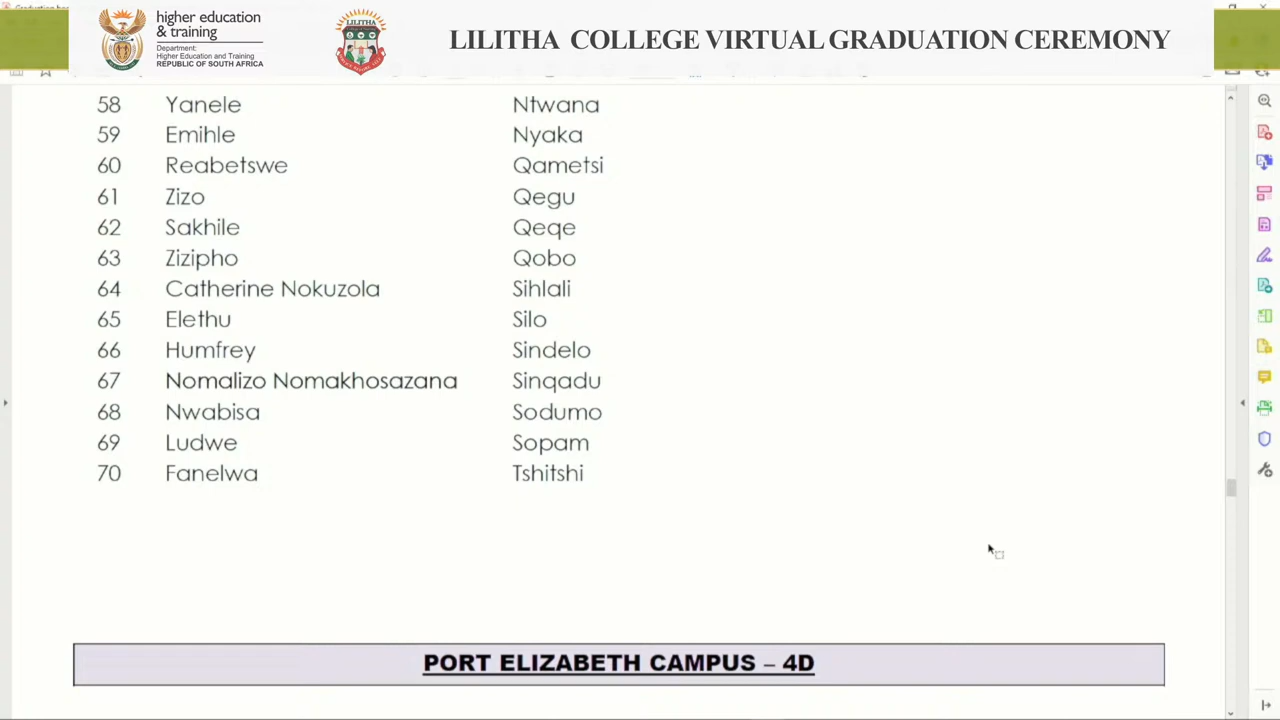 higher education
& training
Department:
Higher Education and Training
REPUBLIC OF SOUTH AFRICA
LILITHA
LILITHA COLLEGE VIRTUAL GRADUATION CEREMONY
58 Yanele Ntwana
59 Emihle Nyaka
60 Reabetswe Qametsi
61 Zizo Qegu
62 Sakhile Qeqe
63 Zizipho Qobo
64 Catherine Nokuzola Sihlali
65 Elethu Silo
66 Humfrey Sindelo
67 Nomalizo Nomakhosazana Sinqadu
68 Nwabisa Sodumo
69 Ludwe Sopam
70 Fanelwa Tshitshi
PORT ELIZABETH CAMPUS – 4D